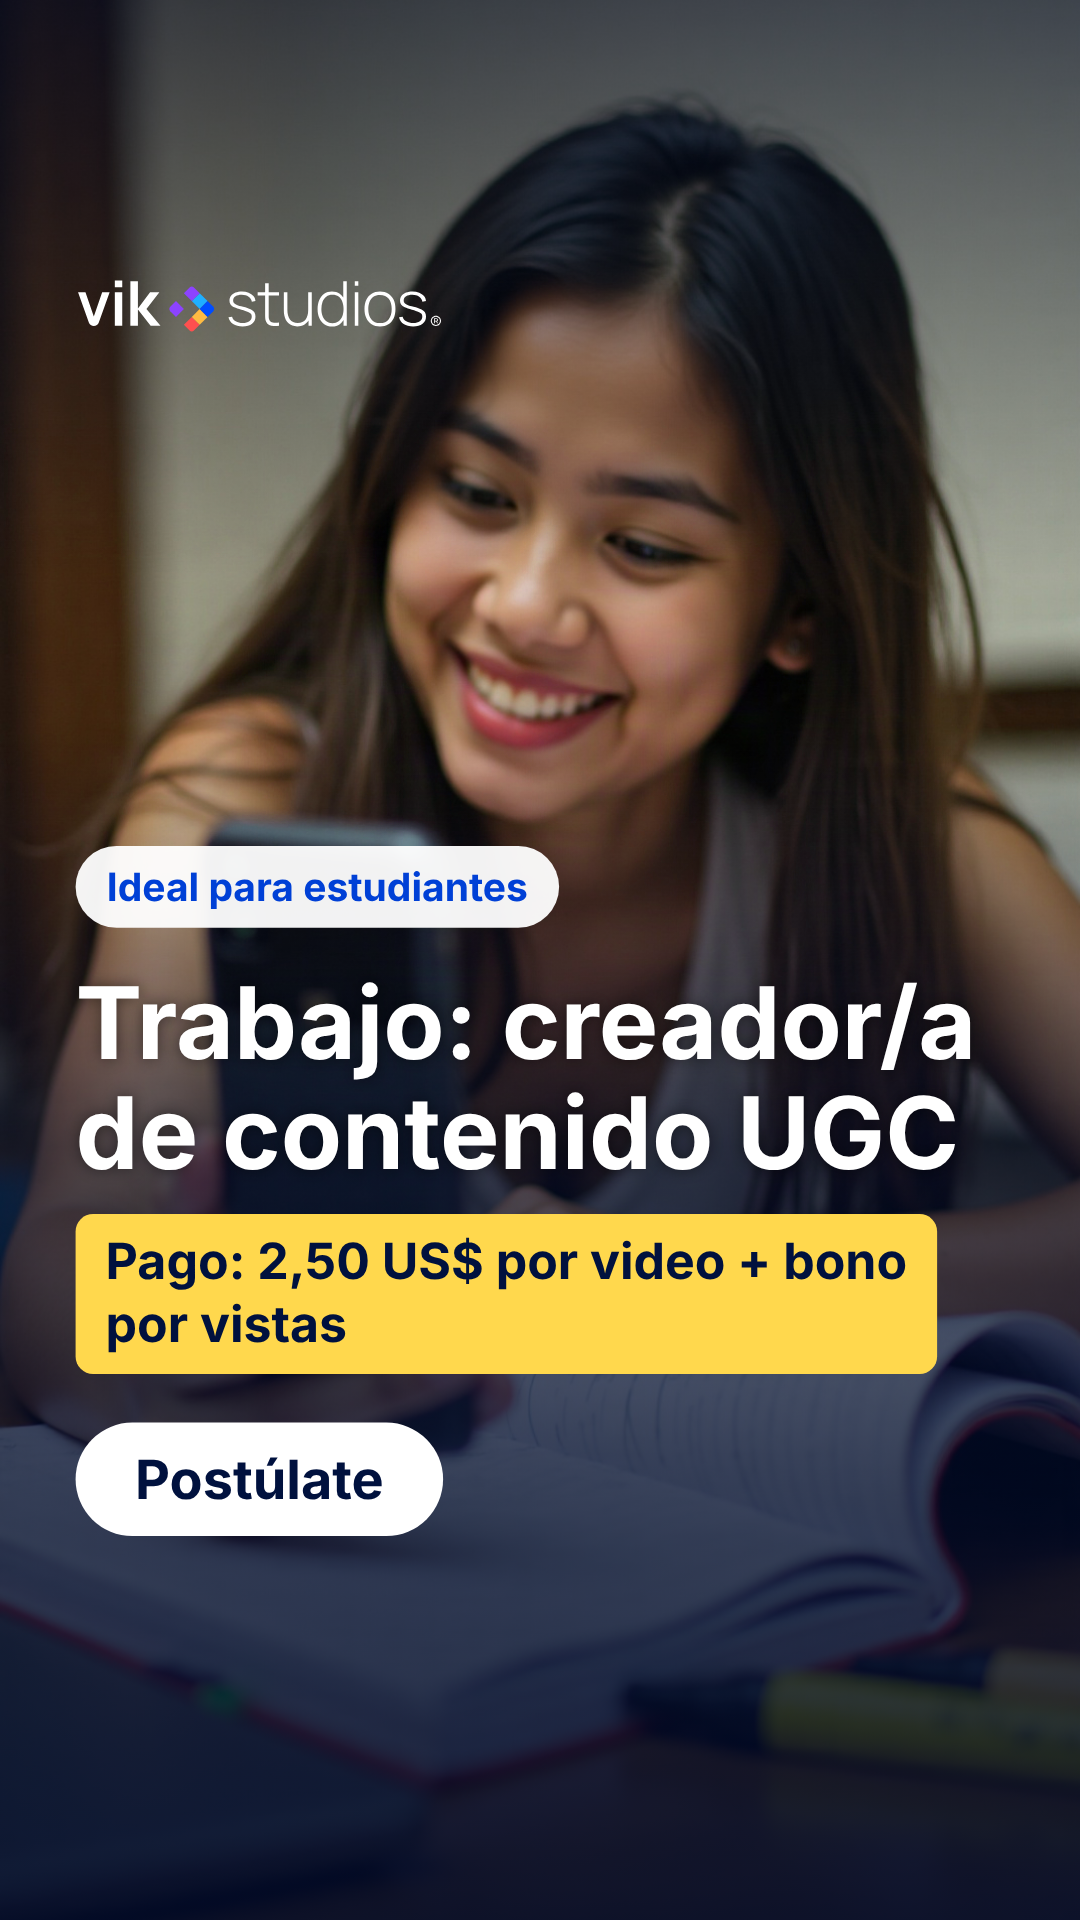 vik studios®
Ideal para estudiantes
Trabajo: creador/a
de contenido UGC
Pago: 2,50 US$ por video + bono
por vistas
Postúlate